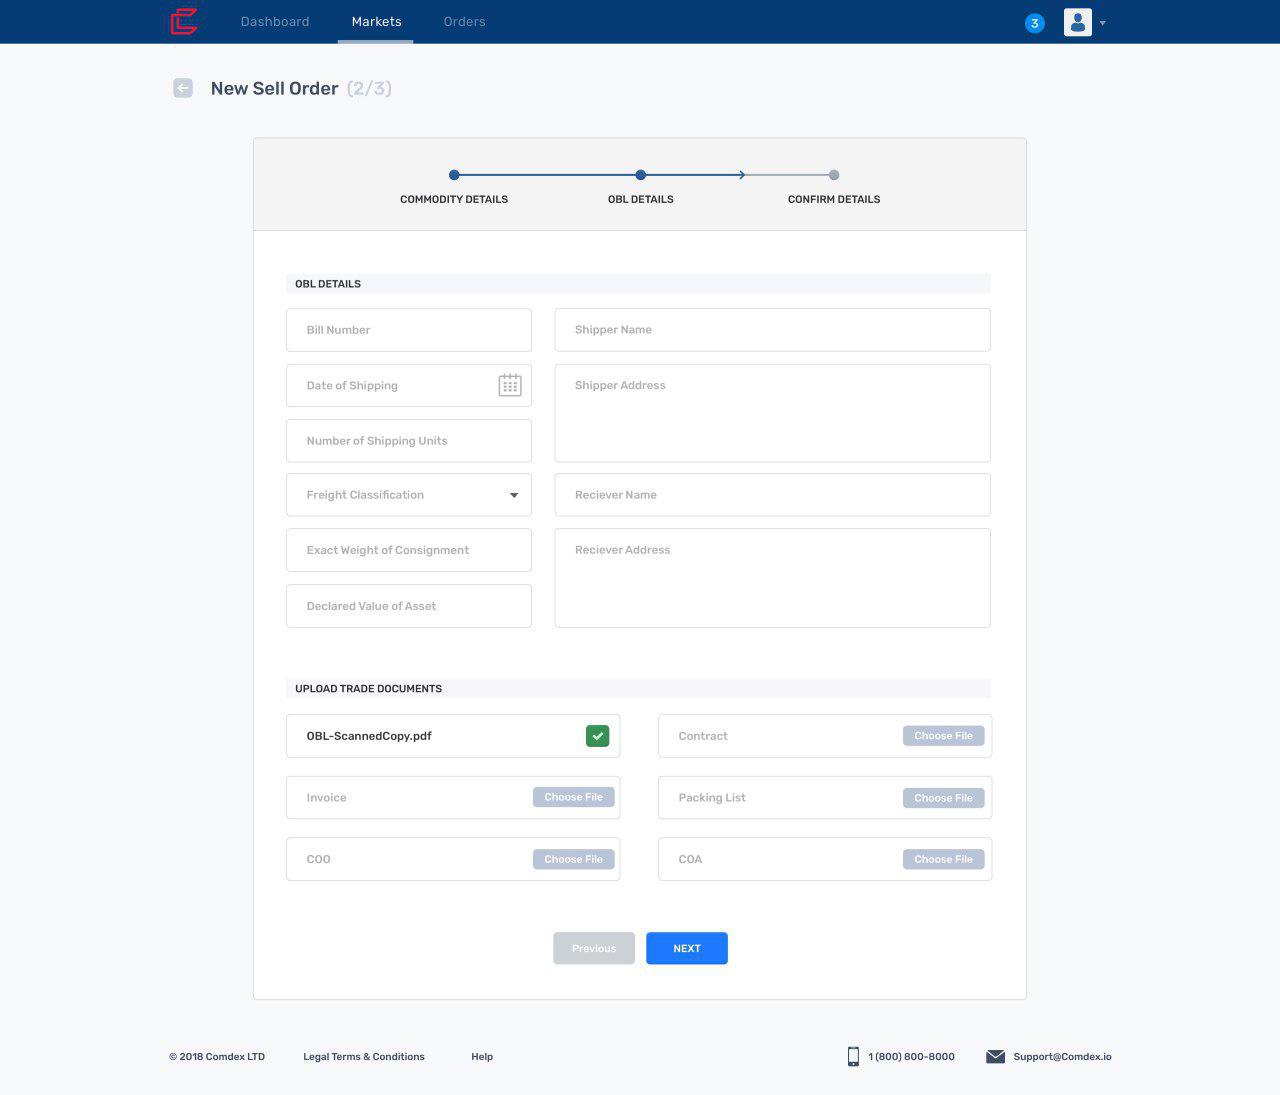 Dashboard Markets Orders 3
New Sell Order (2/3)
COMMODITY DETAILS OBL DETAILS CONFIRM DETAILS
OBL DETAILS
Bill Number Shipper Name
Date of Shipping Shipper Address
Number of Shipping Units
Freight Classification Reciever Name
Exact Weight of Consignment Reciever Address
Declared Value of Asset
UPLOAD TRADE DOCUMENTS
OBL-ScannedCopy.pdf Contract Choose File
Invoice Choose File Packing List Choose File
COO Choose File COA Choose File
Previous NEXT
© 2018 Comdex LTD Legal Terms & Conditions Help 1 (800) 800-8000 Support@Comdex.io